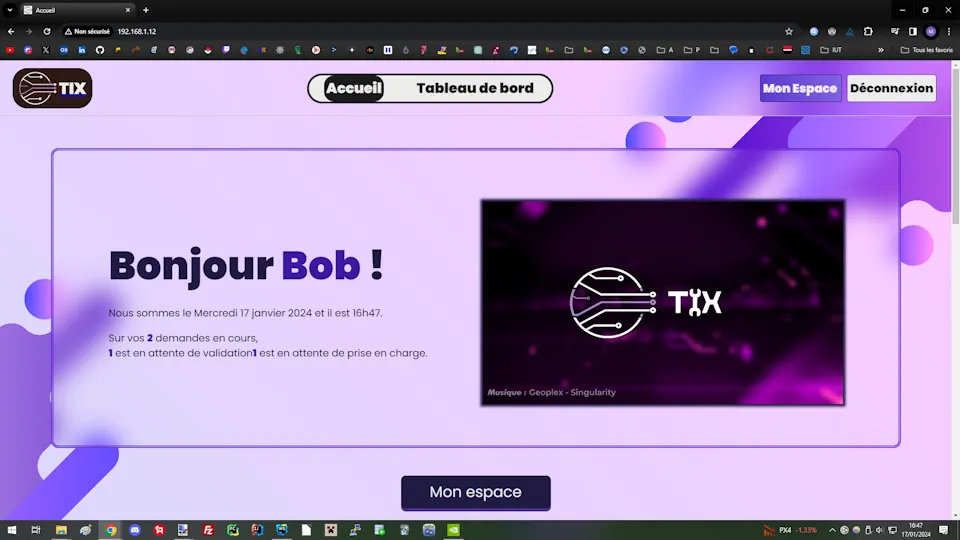 Accueil
Non sécurisé
192.168.1.12
A
P
IUT
Tous les favoris
TIX
Accueil
Tableau de bord
Mon Espace
Déconnexion
Bonjour Bob !
Nous sommes le Mercredi 17 janvier 2024 et il est 16h47.
Sur vos 2 demandes en cours,
1 est en attente de validation1 est en attente de prise en charge.
TIX
Musique : Geoplex - Singularity
Mon espace
PX4 -1.33%
16:47
17/01/2024